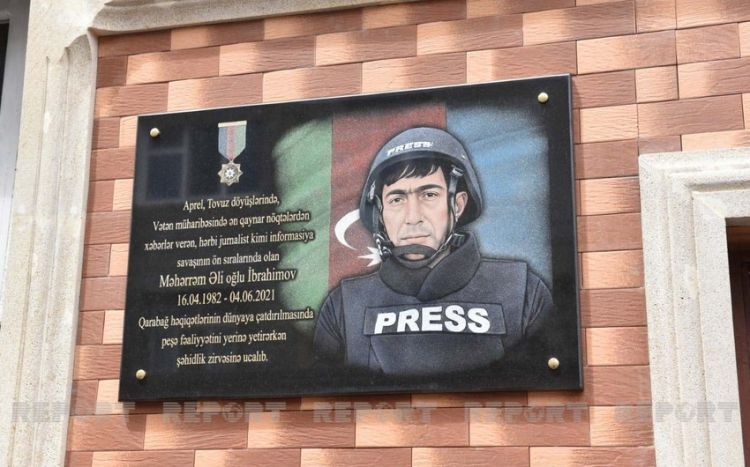 Aprel, Tovuz döyüşlərində,
Vətən müharibəsində ən qaynar nöqtələrdən
xəbərlər verən, hərbi jurnalist kimi informasiya
savaşının ön sıralarında olan
Məhərrəm Əli oğlu İbrahimov
16.04.1982 - 04.06.2021
Qarabağ həqiqətlərinin dünyaya çatdırılmasında
peşə fəaliyyətini yerinə yetirərkən
şəhidlik zirvəsinə ucalıb.
PRESS
PRESS
REPORT REPORT REPORT REPORT REPORT